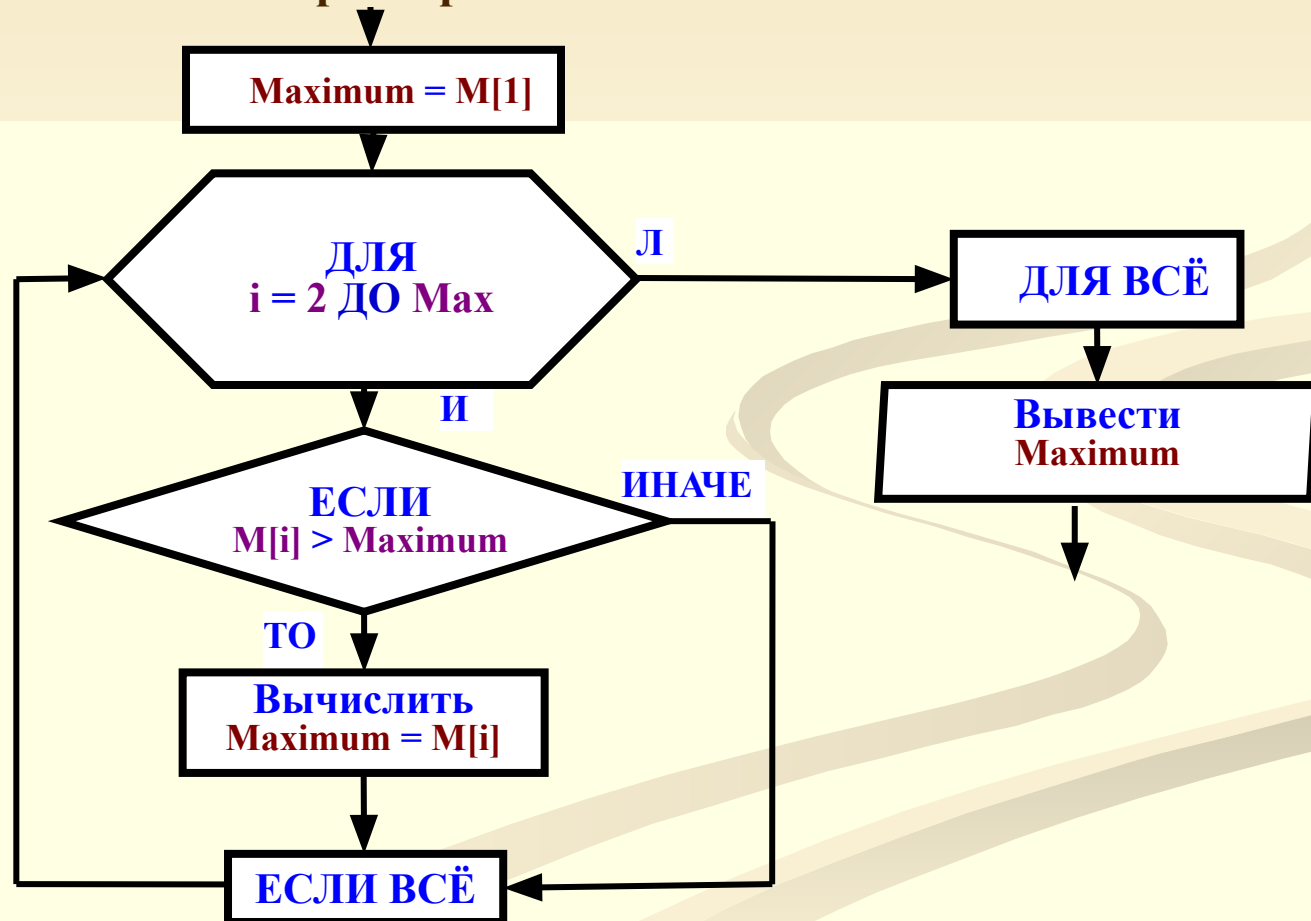 Maximum = M[1]
ДЛЯ
i = 2 ДО Max
Л
ДЛЯ ВСЁ
Вывести
Maximum
И
ЕСЛИ
M[i] > Maximum
ИНАЧЕ
ТО
Вычислить
Maximum = M[i]
ЕСЛИ ВСЁ